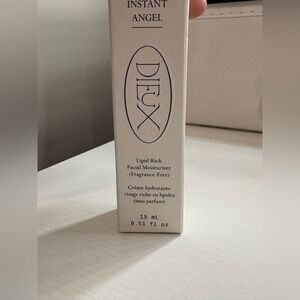 INSTANT
ANGEL
DIEUX
Lipid Rich
Facial Moisturizer
(Fragrance-Free)
Crème hydratante
visage riche en lipides
(sans parfum)
15 mL
0.51 fl oz